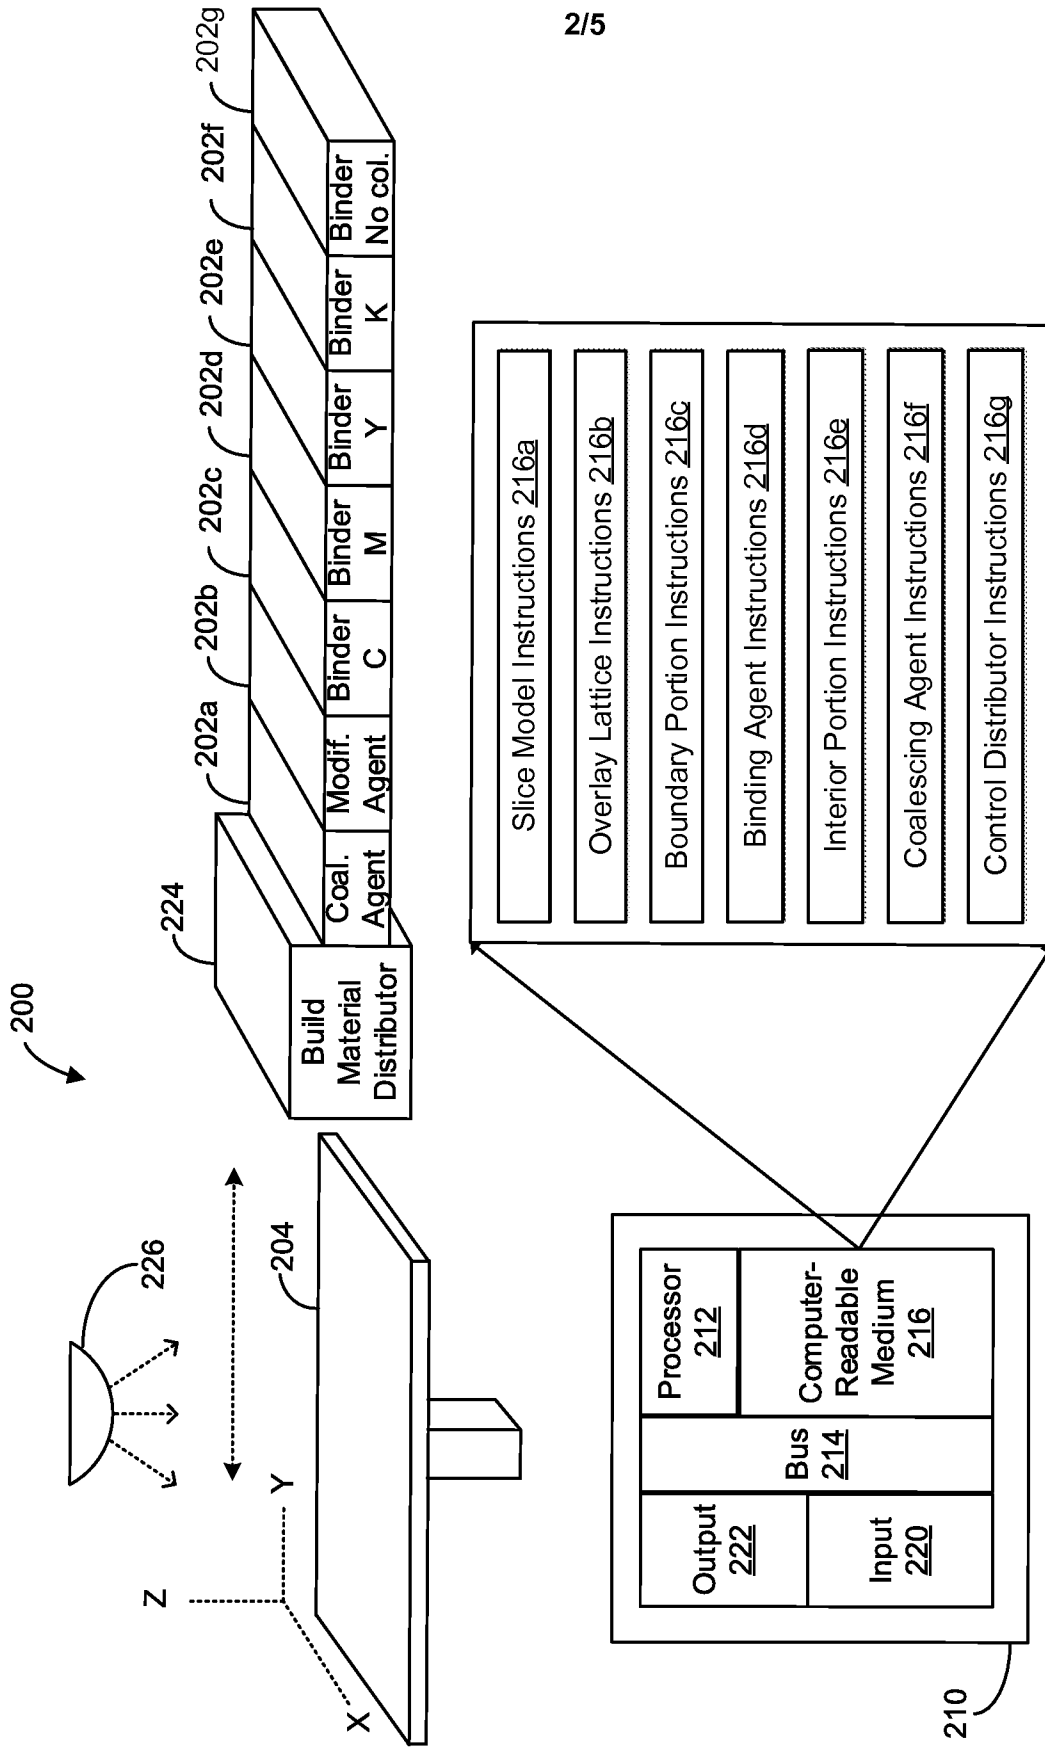 2/5
200
224
202a
202b
202c
202d
202e
202f
202g
226
204
Z
Y
X
Build
Material
Distributor
Coal.
Agent
Modif.
Agent
Binder
C
Binder
M
Binder
Y
Binder
K
Binder
No col.
Output
222
Input
220
Bus
214
Processor
212
Computer-
Readable
Medium
216
210
Slice Model Instructions 216a
Overlay Lattice Instructions 216b
Boundary Portion Instructions 216c
Binding Agent Instructions 216d
Interior Portion Instructions 216e
Coalescing Agent Instructions 216f
Control Distributor Instructions 216g